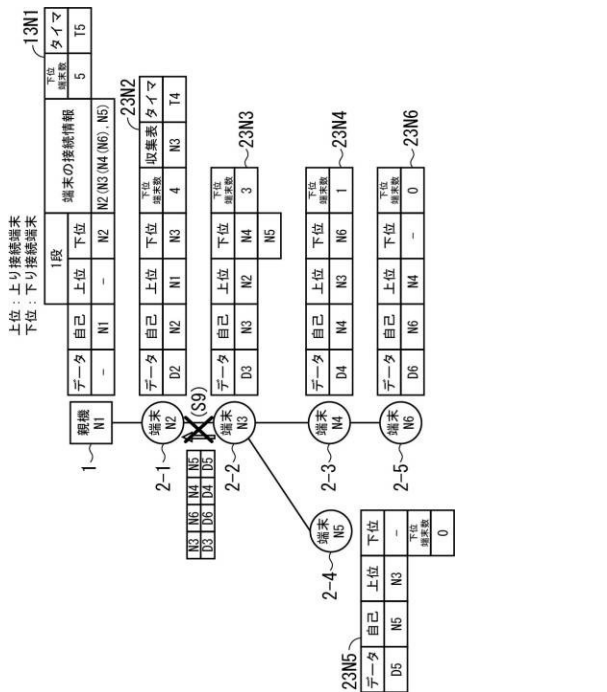 上位：上り接続端末
下位：下り接続端末
13N1
データ 自己 1段 端末の接続情報 下位端末数 タイマ
上位 下位
− N1 − N2 N2(N3(N4(N6),N5) 5 T5
親機
N1
1
23N2
データ 自己 上位 下位 下位端末数 収集表 タイマ
D2 N2 N1 N3 4 N3 T4
端末
N2
2-1
(S9)
N3 N6 N4 N5
D3 D6 D4 D5
23N3
データ 自己 上位 下位 下位端末数
D3 N3 N2 N4 3
N5
端末
N3
2-2
23N4
データ 自己 上位 下位 下位端末数
D4 N4 N3 N6 1
端末
N4
2-3
23N6
データ 自己 上位 下位 下位端末数
D6 N6 N4 − 0
端末
N6
2-5
端末
N5
2-4
23N5
データ 自己 上位 下位
D5 N5 N3 −
下位端末数
0